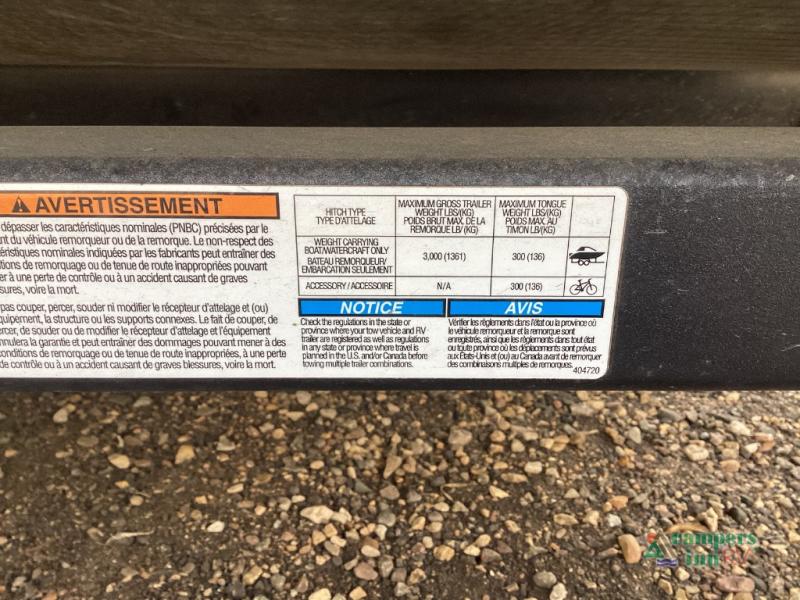 AVERTISSEMENT
dépasser les caractéristiques nominales (PNBC) précisées par le
nt du véhicule remorqueur ou de la remorque. Le non-respect des
éristiques nominales indiquées par les fabricants peut entraîner des
tions de remorquage ou de tenue de route inappropriées pouvant
er à une perte de contrôle ou à un accident causant de graves
ssures, voire la mort.
pas couper, percer, souder ni modifier le récepteur d'attelage et (ou)
équipement, la structure ou les supports connexes. Le fait de couper, de
ercer, de souder ou de modifier le récepteur d'attelage et l'équipement
nnulera la garantie et peut entraîner des dommages pouvant mener à des
conditions de remorquage ou de tenue de route inappropriées, à une perte
de contrôle ou à un accident causant de graves blessures, voire la mort.
HITCH TYPE
TYPE D'ATTELAGE
MAXIMUM GROSS TRAILER
WEIGHT LBS/(KG)
POIDS BRUT MAX. DE LA
REMORQUE LB/(KG)
MAXIMUM TONGUE
WEIGHT LBS/(KG)
POIDS MAX. AU
TIMON LB/(KG)
WEIGHT CARRYING
BOAT/WATERCRAFT ONLY
BATEAU REMORQUEUR/
EMBARCATION SEULEMENT
3,000 (1361)
300 (136)
ACCESSORY / ACCESSOIRE
N/A
300 (136)
NOTICE
Check the regulations in the state or
province where your tow vehicle and RV
trailer are registered as well as regulations
in any state or province where travel is
planned in the U.S. and/or Canada before
towing multiple trailer combinations.
AVIS
Vérifier les règlements dans l'état ou la province où
le véhicule remorqueur et la remorque sont
enregistrés, ainsi que les règlements dans tout état
ou toute province où les déplacements sont prévus
aux États-Unis et (ou) au Canada avant de remorquer
des combinaisons multiples de remorques.
404720
campers
fun RV